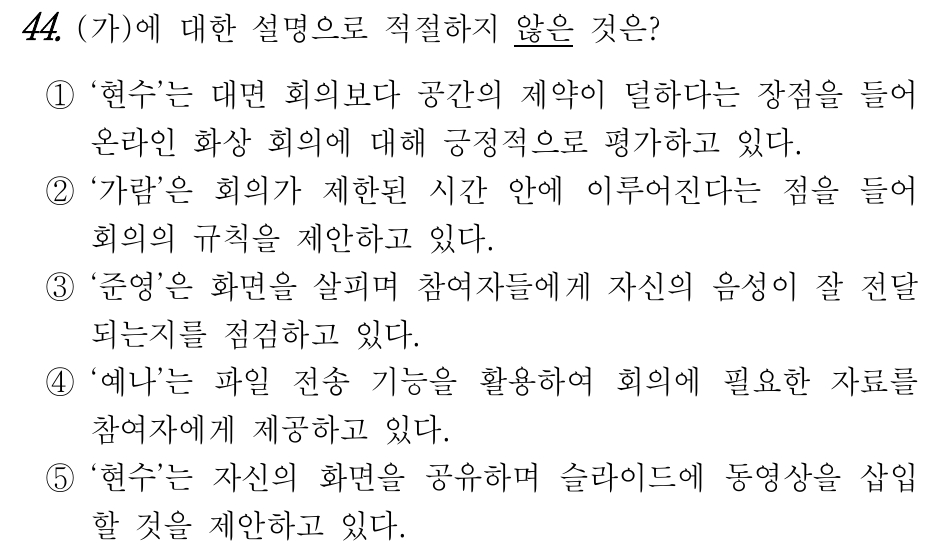 44. (가)에 대한 설명으로 적절하지 않은 것은?
① ‘현수’는 대면 회의보다 공간의 제약이 덜하다는 장점을 들어
온라인 화상 회의에 대해 긍정적으로 평가하고 있다.
② ‘가람’은 회의가 제한된 시간 안에 이루어진다는 점을 들어
회의의 규칙을 제안하고 있다.
③ ‘준영’은 화면을 살피며 참여자들에게 자신의 음성이 잘 전달
되는지를 점검하고 있다.
④ ‘예나’는 파일 전송 기능을 활용하여 회의에 필요한 자료를
참여자에게 제공하고 있다.
⑤ ‘현수’는 자신의 화면을 공유하며 슬라이드에 동영상을 삽입
할 것을 제안하고 있다.